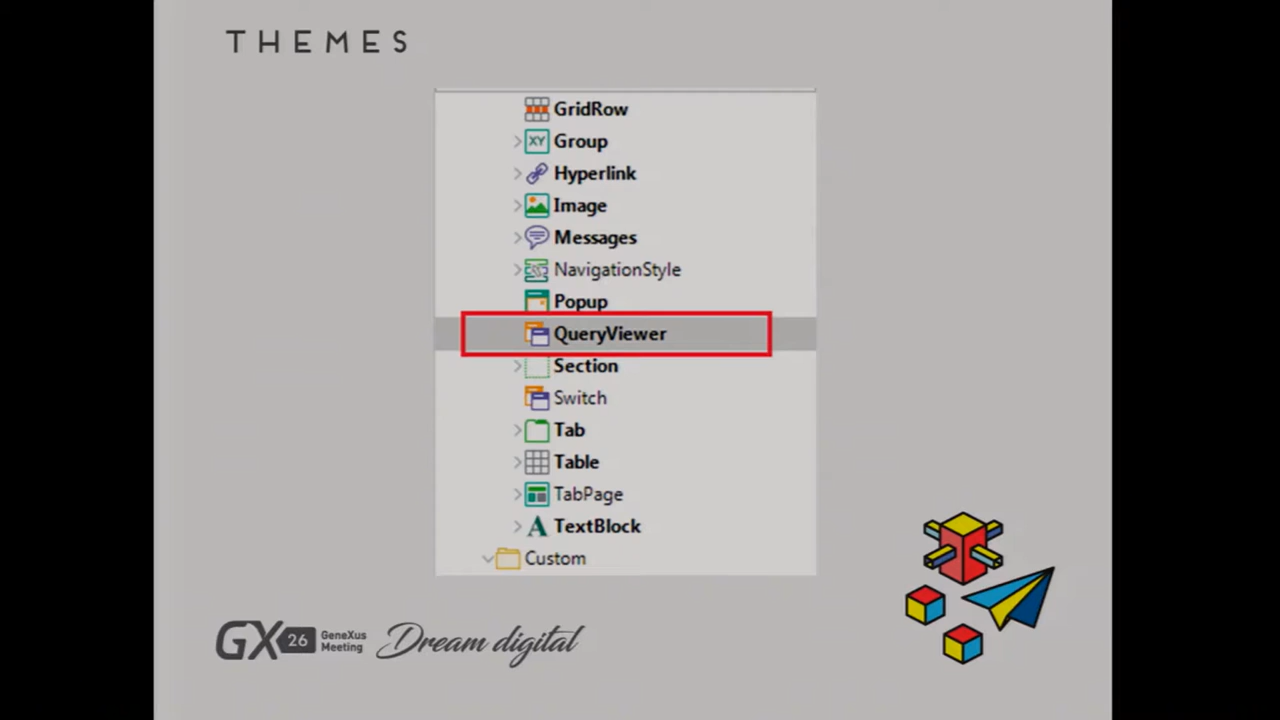 THEMES
GridRow
XY Group
Hyperlink
Image
Messages
NavigationStyle
Popup
QueryViewer
Section
Switch
Tab
Table
TabPage
A TextBlock
Custom
GX 26 GeneXus Meeting Dream digital